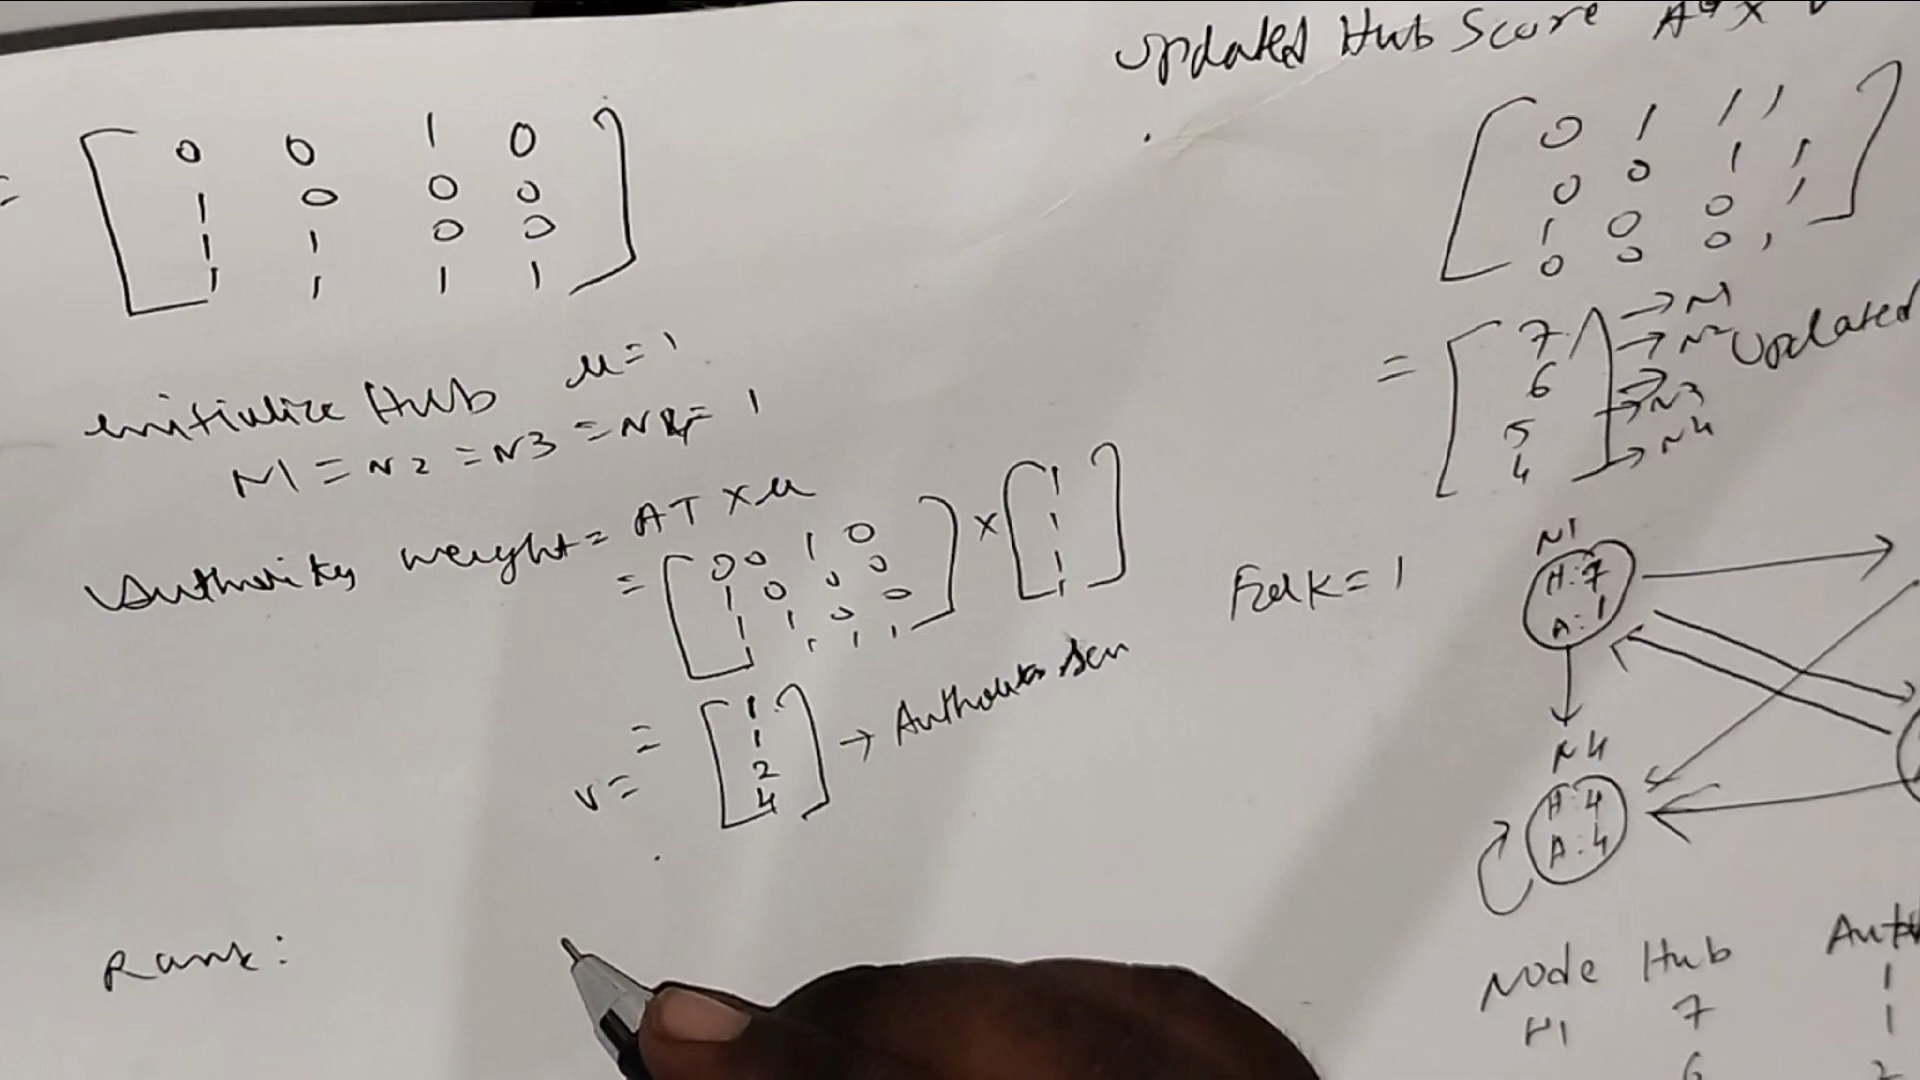 = [ 0 0 1 0
1 0 0 0
1 1 0 0
1 1 1 1 ]
initialize Hub u=1
N1 = N2 = N3 = N4 = 1
Authority weight = AT × u
= [ 0 0 1 0
1 0 0 0
1 1 0 0
1 1 1 1 ] × [ 1
1
1
1 ]
v = [ 1
1
2
4 ] →
Rank:
Updated Hub Score
[ 0 1 1 1
0 0 1 1
1 0 0 1
0 0 0 1 ]
= [ 7 → N1
6 → N2
5 → N3
4 ] → N4
Updated
K = 1
N1
H:7
A:1
N4
H:4
A:4
Node Hub
1
N1 7 1
6 2